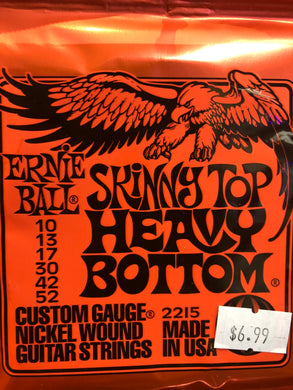 ERNIE
BALL®
SKINNY TOP
HEAVY
BOTTOM®
10
13
17
30
42
52
CUSTOM GAUGE®
NICKEL WOUND
GUITAR STRINGS
2215
MADE
IN USA
$6.99